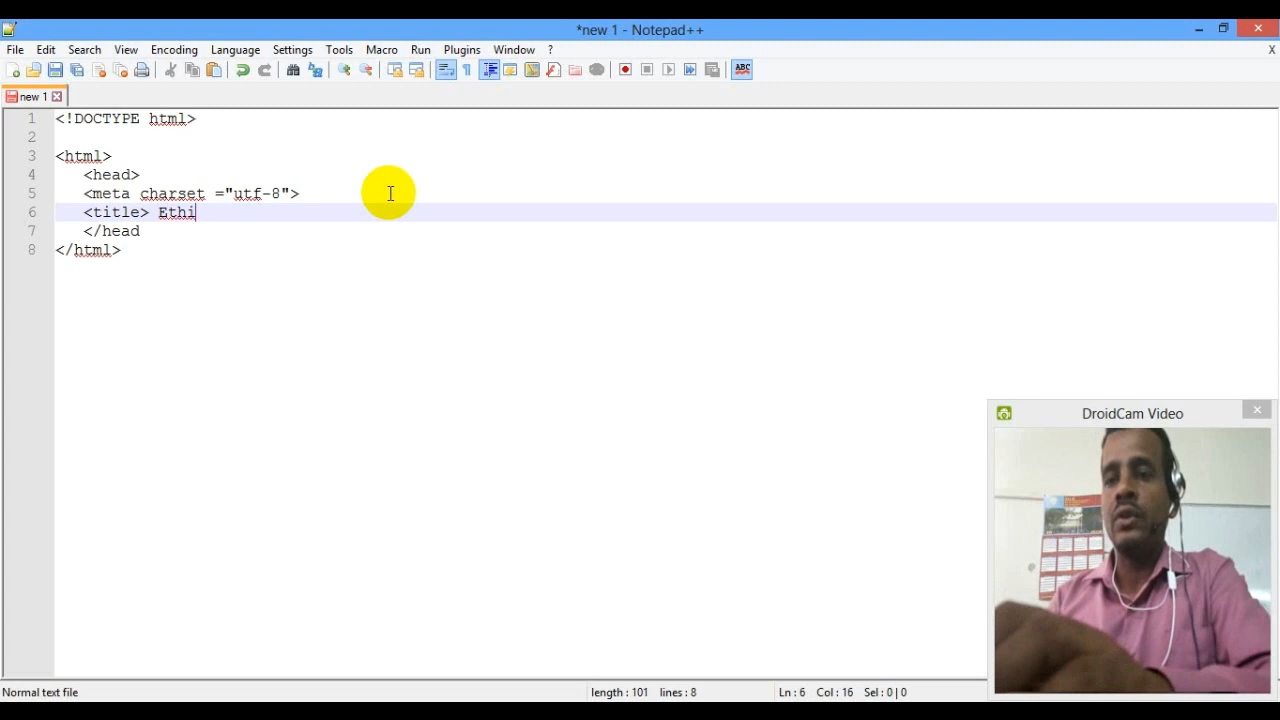 *new 1 - Notepad++
File Edit Search View Encoding Language Settings Tools Macro Run Plugins Window ? X
ABC
new 1
1 <!DOCTYPE html>
2
3 <html>
4 <head>
5 <meta charset ="utf-8">
6 <title> Ethi
7 </head
8 </html>
DroidCam Video
Normal text file length : 101 lines : 8 Ln : 6 Col : 16 Sel : 0 | 0